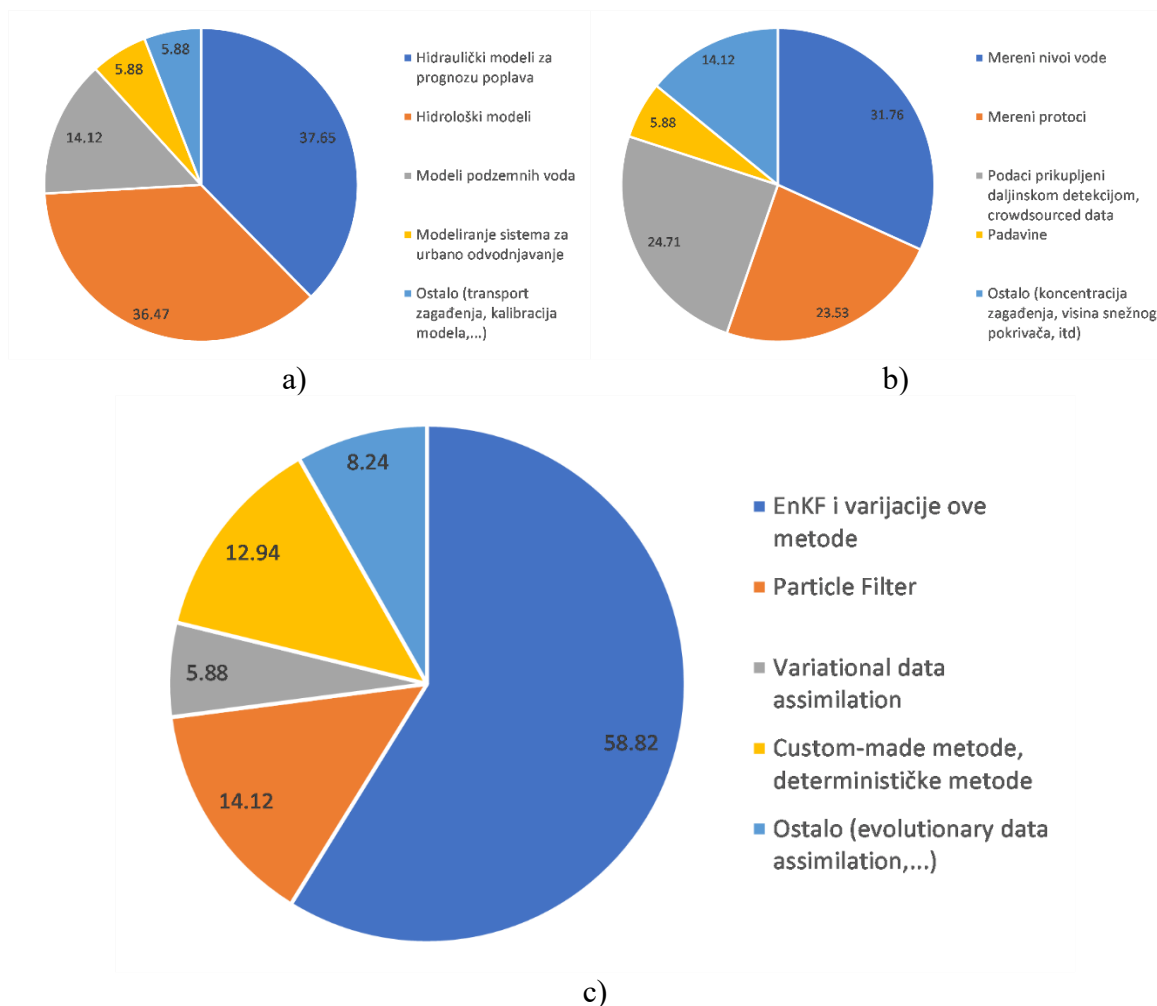 5.88
5.88
14.12
37.65
36.47
Hidraulički modeli za
prognozu poplava
Hidrološki modeli
Modeli podzemnih voda
Modeliranje sistema za
urbano odvodnjavanje
Ostalo (transport
zagađenja, kalibracija
modela,...)
a)
14.12
5.88
31.76
24.71
23.53
Mereni nivoi vode
Mereni protoci
Podaci prikupljeni
daljinskom detekcijom,
crowdsourced data
Padavine
Ostalo (koncentracija
zagađenja, visina snežnog
pokrivača, itd)
b)
8.24
12.94
5.88
58.82
14.12
EnKF i varijacije ove
metode
Particle Filter
Variational data
assimilation
Custom-made metode,
determinističke metode
Ostalo (evolutionary data
assimilation,...)
c)